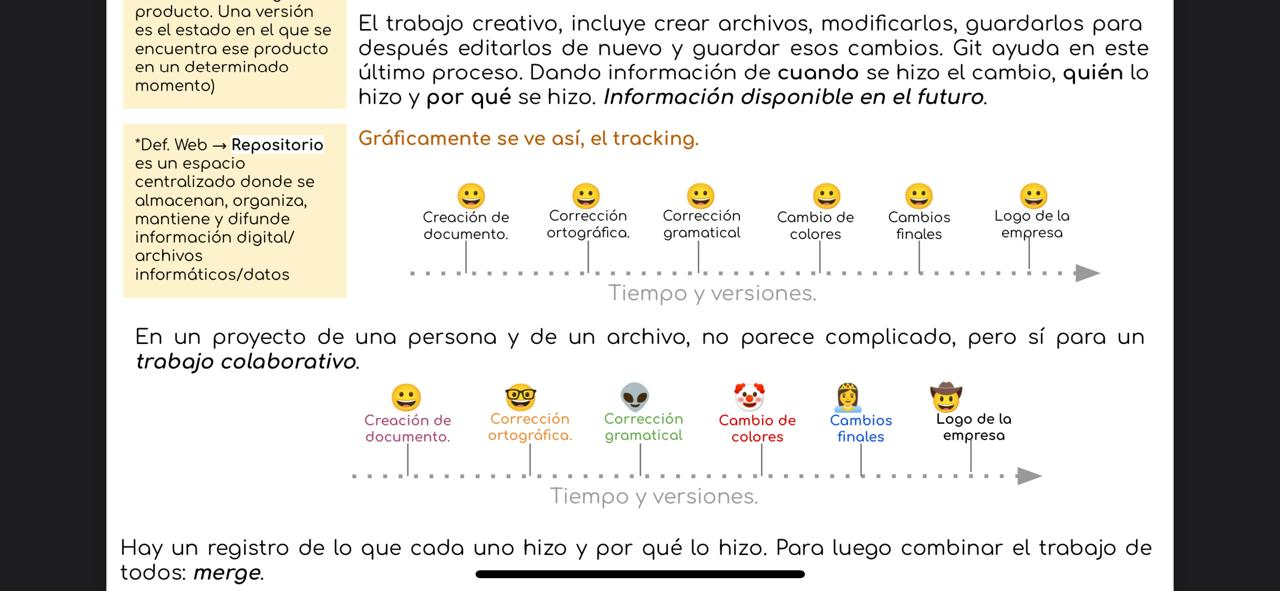 producto. Una versión
es el estado en el que se
encuentra ese producto
en un determinado
momento)
*Def. Web → Repositorio
es un espacio
centralizado donde se
almacenan, organiza,
mantiene y difunde
información digital/
archivos
informáticos/datos
El trabajo creativo, incluye crear archivos, modificarlos, guardarlos para
después editarlos de nuevo y guardar esos cambios. Git ayuda en este
último proceso. Dando información de cuando se hizo el cambio, quién lo
hizo y por qué se hizo. Información disponible en el futuro.
Gráficamente se ve así, el tracking.
Creación de
documento.
Corrección
ortográfica.
Corrección
gramatical
Cambio de
colores
Cambios
finales
Logo de la
empresa
Tiempo y versiones.
En un proyecto de una persona y de un archivo, no parece complicado, pero sí para un
trabajo colaborativo.
Creación de
documento.
Corrección
ortográfica.
Corrección
gramatical
Cambio de
colores
Cambios
finales
Logo de la
empresa
Tiempo y versiones.
Hay un registro de lo que cada uno hizo y por qué lo hizo. Para luego combinar el trabajo de
todos: merge.